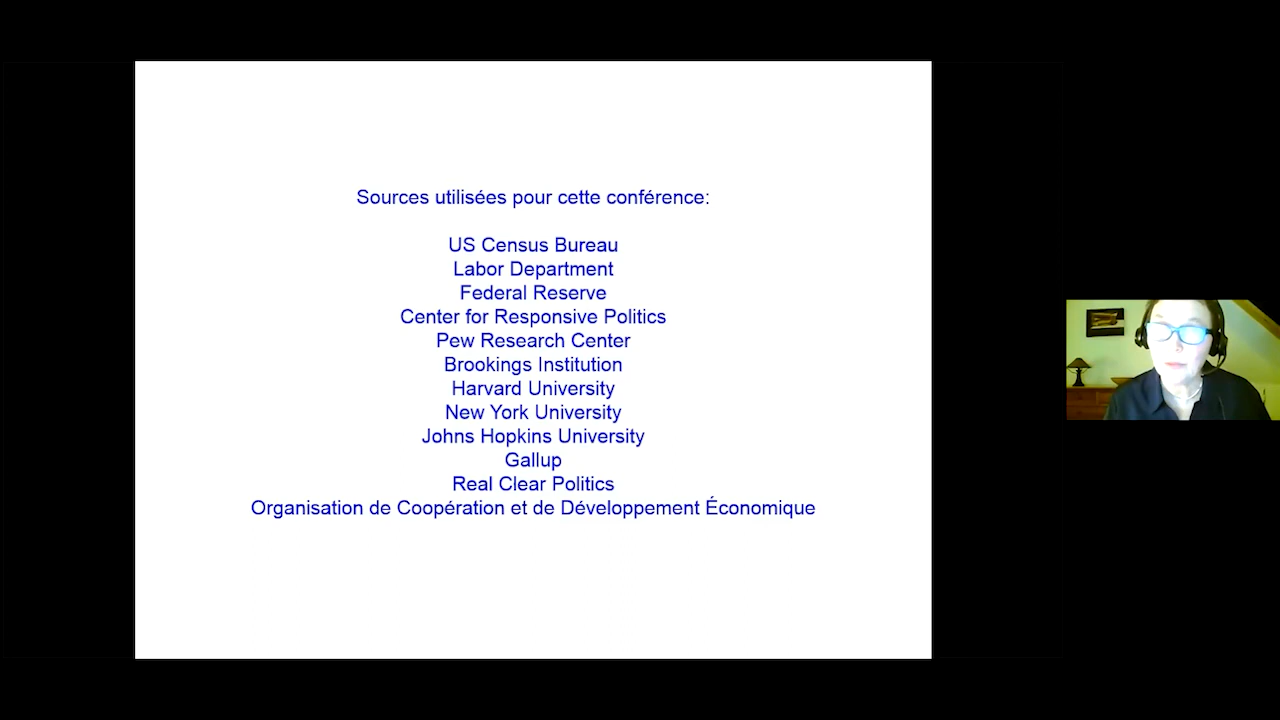 Sources utilisées pour cette conférence:
US Census Bureau
Labor Department
Federal Reserve
Center for Responsive Politics
Pew Research Center
Brookings Institution
Harvard University
New York University
Johns Hopkins University
Gallup
Real Clear Politics
Organisation de Coopération et de Développement Économique